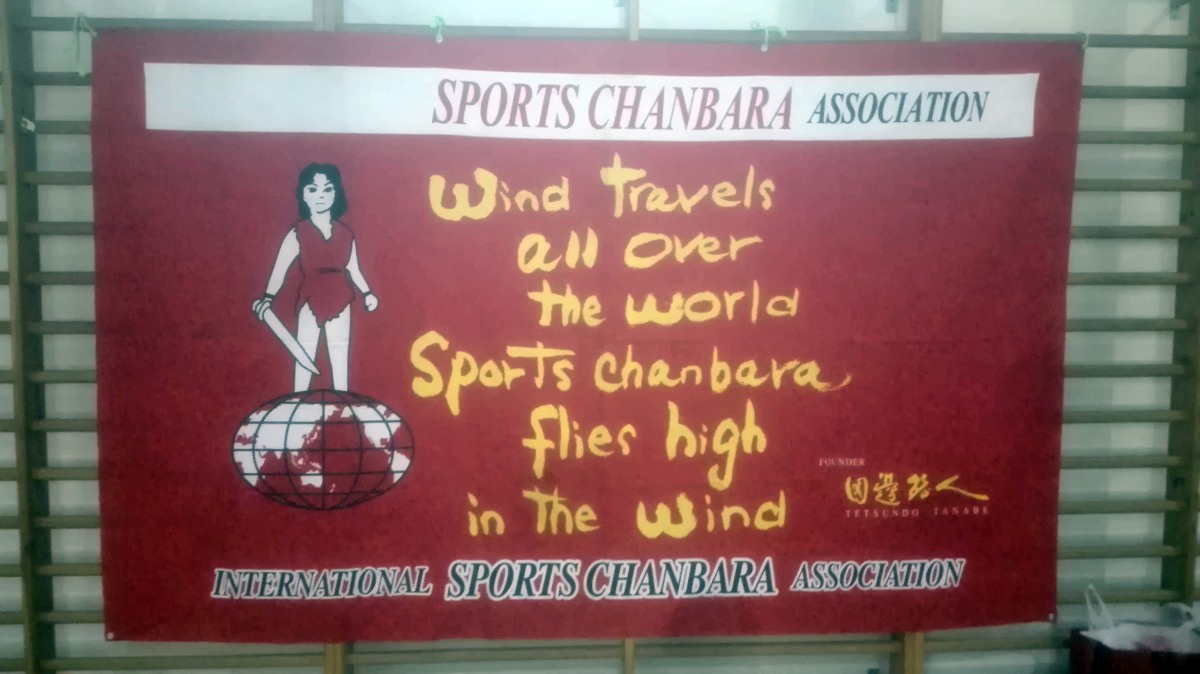 SPORTS CHANBARA ASSOCIATION
Wind Travels
all over
the world
Sports chanbara
flies high
in The wind
FOUNDER
田邊哲人
TETSUNDO TANABE
INTERNATIONAL SPORTS CHANBARA ASSOCIATION